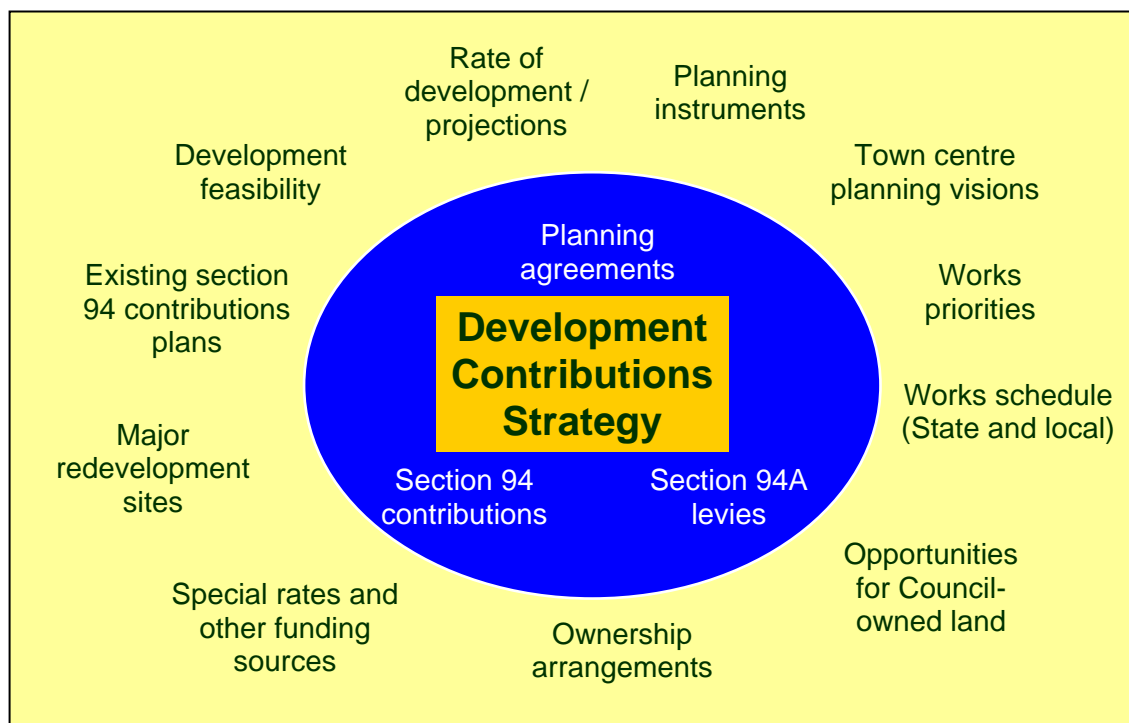 Rate of
development /
projections
Planning
instruments
Development
feasibility
Town centre
planning visions
Planning
agreements
Existing section
94 contributions
plans
Works
priorities
Development
Contributions
Strategy
Works schedule
(State and local)
Major
redevelopment
sites
Section 94
contributions
Section 94A
levies
Opportunities
for Council-
owned land
Special rates and
other funding
sources
Ownership
arrangements